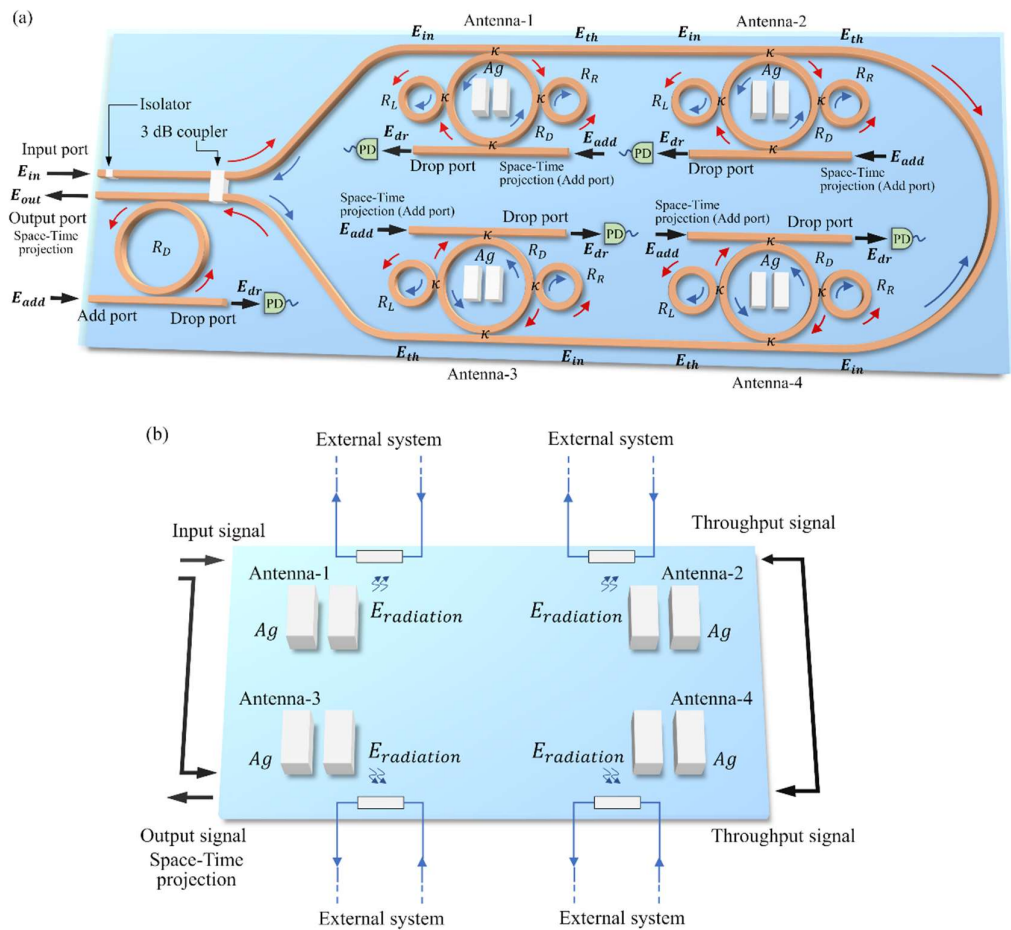 (a)
Antenna-1
Antenna-2
E_in
E_th
E_in
E_th
κ
κ
Ag
Ag
R_L
R_R
R_L
R_R
κ
κ
κ
κ
R_D
R_D
κ
κ
Isolator
3 dB coupler
PD
E_dr
E_add
PD
E_dr
E_add
Drop port
Space-Time
projection (Add port)
Drop port
Space-Time
projection (Add port)
Input port
E_in
E_out
Output port
Space-Time
projection
R_D
E_add
E_dr
PD
Add port
Drop port
Space-Time
projection (Add port)
Drop port
Space-Time
projection (Add port)
Drop port
E_add
E_dr
PD
E_add
E_dr
PD
κ
κ
R_D
R_D
Ag
Ag
R_L
R_R
R_L
R_R
κ
κ
κ
κ
κ
κ
E_th
E_in
E_th
E_in
Antenna-3
Antenna-4
(b)
External system
External system
Input signal
Throughput signal
Antenna-1
Antenna-2
E_radiation
E_radiation
Ag
Ag
Antenna-3
Antenna-4
E_radiation
E_radiation
Ag
Ag
Output signal
Space-Time
projection
Throughput signal
External system
External system